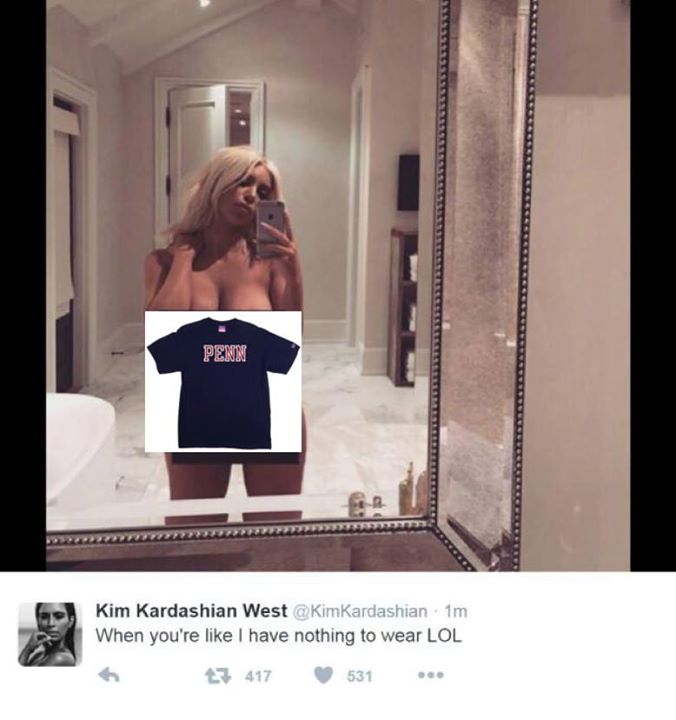 PENN
Kim Kardashian West @KimKardashian · 1m
When you're like I have nothing to wear LOL
417 531